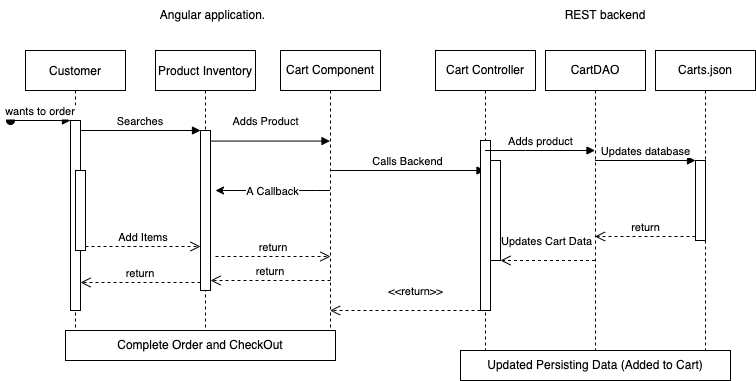 Angular application.
REST backend
Customer
Product Inventory
Cart Component
Cart Controller
CartDAO
Carts.json
wants to order
Searches
Adds Product
Adds product
Updates database
Calls Backend
A Callback
Add Items
return
Updates Cart Data
return
return
return
<<return>>
Complete Order and CheckOut
Updated Persisting Data (Added to Cart)